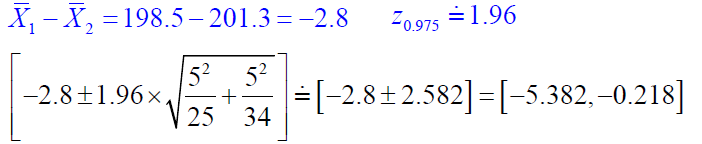 X̄₁ − X̄₂ = 198.5 − 201.3 = −2.8 z₀.₉₇₅ ≐ 1.96
[−2.8 ± 1.96 × √(5²/25 + 5²/34)] ≐ [−2.8 ± 2.582] = [−5.382, −0.218]